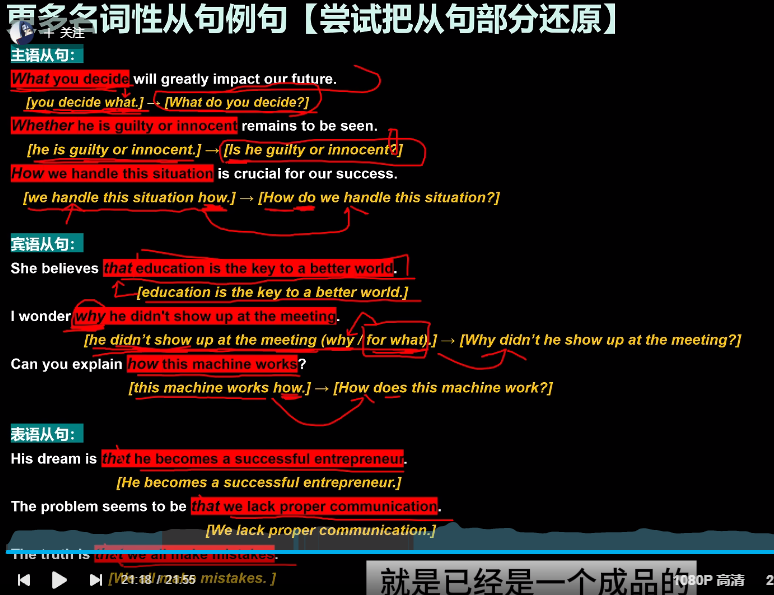 更多名词性从句例句【尝试把从句部分还原】
+ 关注
主语从句：
What you decide will greatly impact our future.
[you decide what.] → [What do you decide?]
Whether he is guilty or innocent remains to be seen.
[he is guilty or innocent.] → [Is he guilty or innocent?]
How we handle this situation is crucial for our success.
[we handle this situation how.] → [How do we handle this situation?]
宾语从句：
She believes that education is the key to a better world.
[education is the key to a better world.]
I wonder why he didn't show up at the meeting.
[he didn't show up at the meeting (why / for what).] → [Why didn't he show up at the meeting?]
Can you explain how this machine works?
[this machine works how.] → [How does this machine work?]
表语从句：
His dream is that he becomes a successful entrepreneur.
[He becomes a successful entrepreneur.]
The problem seems to be that we lack proper communication.
[We lack proper communication.]
The truth is that we all make mistakes.
[We all make mistakes. ]
21:18 / 21:55
就是已经是一个成品的
1080P 高清 2